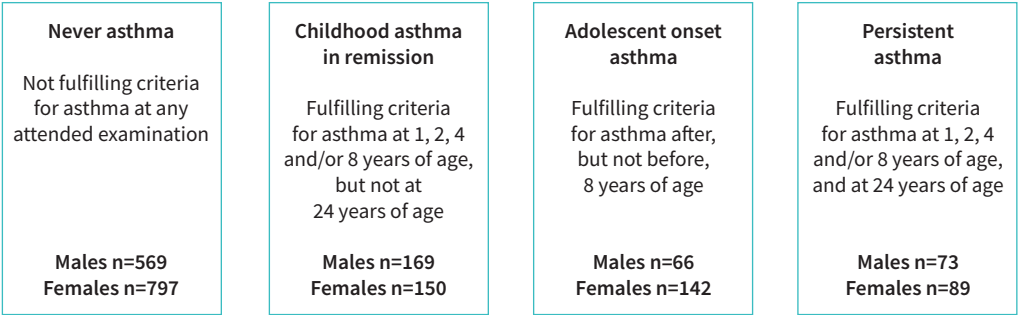 Never asthma
Not fulfilling criteria
for asthma at any
attended examination
Males n=569
Females n=797
Childhood asthma
in remission
Fulfilling criteria
for asthma at 1, 2, 4
and/or 8 years of age,
but not at
24 years of age
Males n=169
Females n=150
Adolescent onset
asthma
Fulfilling criteria
for asthma after,
but not before,
8 years of age
Males n=66
Females n=142
Persistent
asthma
Fulfilling criteria
for asthma at 1, 2, 4
and/or 8 years of age,
and at 24 years of age
Males n=73
Females n=89